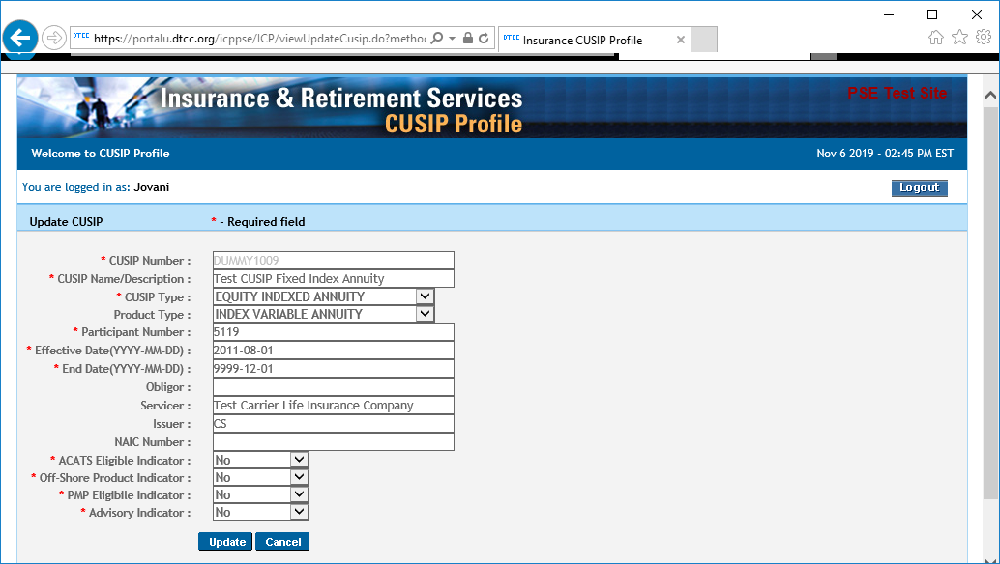 DTCC https://portalu.dtcc.org/icppse/ICP/viewUpdateCusip.do?metho
DTCC Insurance CUSIP Profile
Insurance & Retirement Services
CUSIP Profile
PSE Test Site
Welcome to CUSIP Profile Nov 6 2019 - 02:45 PM EST
You are logged in as: Jovani Logout
Update CUSIP * - Required field
* CUSIP Number : DUMMY1009
* CUSIP Name/Description : Test CUSIP Fixed Index Annuity
* CUSIP Type : EQUITY INDEXED ANNUITY
Product Type : INDEX VARIABLE ANNUITY
* Participant Number : 5119
* Effective Date(YYYY-MM-DD) : 2011-08-01
* End Date(YYYY-MM-DD) : 9999-12-01
Obligor :
Servicer : Test Carrier Life Insurance Company
Issuer : CS
NAIC Number :
* ACATS Eligible Indicator : No
* Off-Shore Product Indicator : No
* PMP Eligibile Indicator : No
* Advisory Indicator : No
Update Cancel